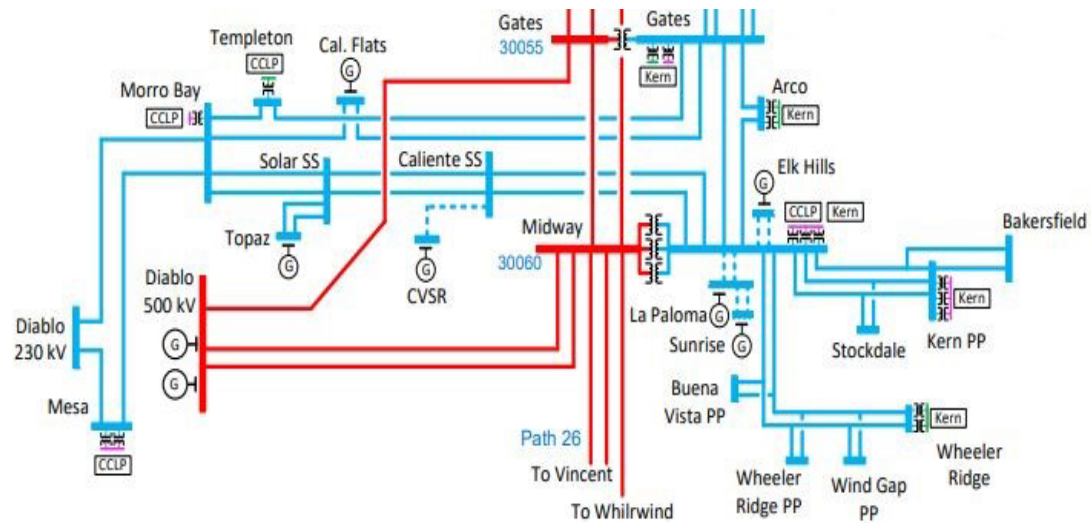 Gates
30055
Gates
Templeton
CCLP
Cal. Flats
G
Kern
Arco
Kern
Morro Bay
CCLP
Solar SS
Caliente SS
Elk Hills
G
CCLP
Kern
Bakersfield
Midway
30060
Topaz
G
CVSR
G
Diablo
500 kV
G
G
La Paloma
G
Sunrise
G
Kern
Stockdale
Kern PP
Diablo
230 kV
Mesa
CCLP
Buena
Vista PP
Kern
Wheeler
Ridge
Path 26
To Vincent
To Whilrwind
Wheeler
Ridge PP
Wind Gap
PP